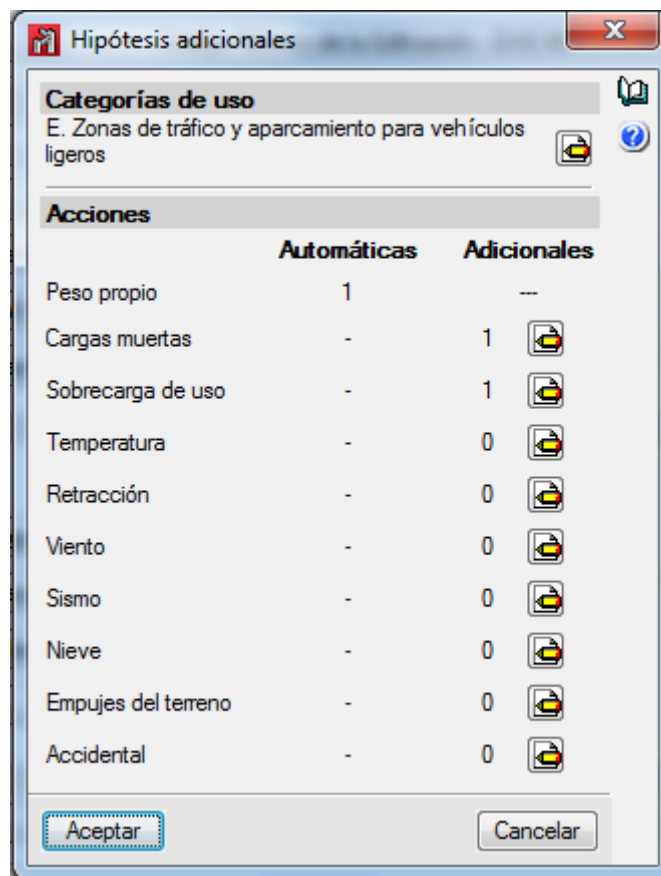 Hipótesis adicionales
Categorías de uso
E. Zonas de tráfico y aparcamiento para vehículos
ligeros
Acciones
Automáticas Adicionales
Peso propio 1 ---
Cargas muertas - 1
Sobrecarga de uso - 1
Temperatura - 0
Retracción - 0
Viento - 0
Sismo - 0
Nieve - 0
Empujes del terreno - 0
Accidental - 0
Aceptar Cancelar